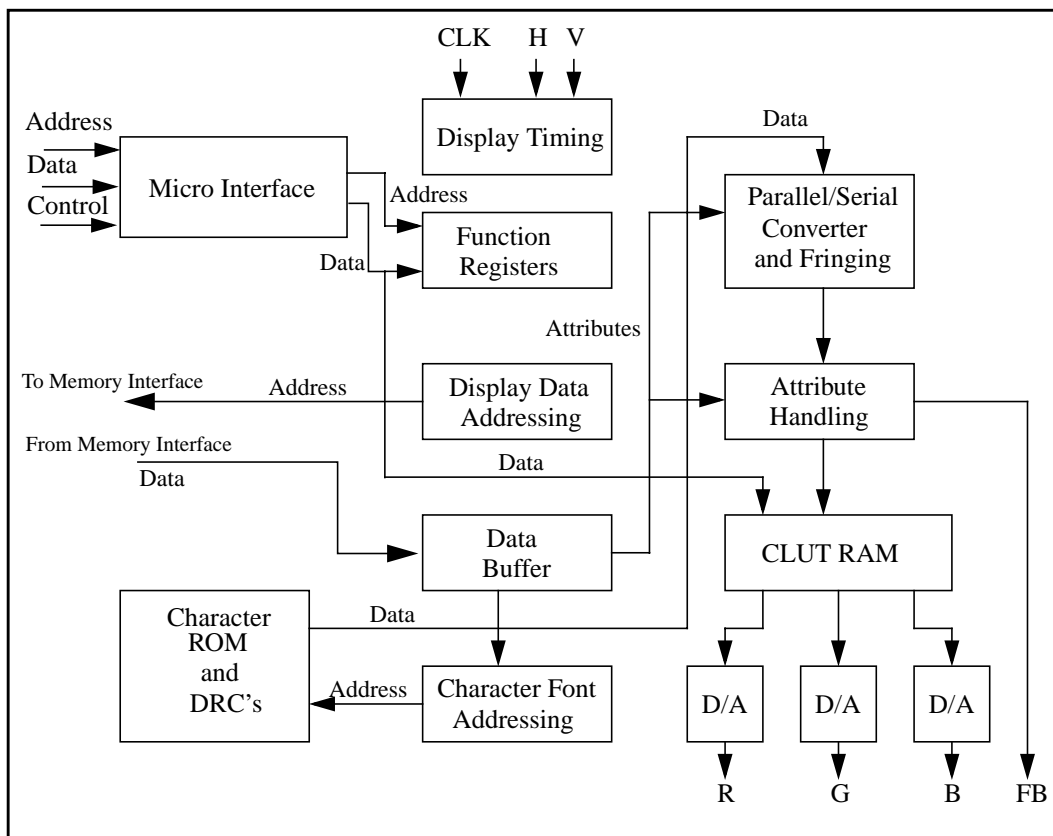 CLK H V
Display Timing
Address
Data
Control
Micro Interface
Address
Data
Function
Registers
Data
Parallel/Serial
Converter
and Fringing
Attributes
To Memory Interface
Address
Display Data
Addressing
Attribute
Handling
From Memory Interface
Data
Data
Data
Buffer
CLUT RAM
Character
ROM
and
DRC's
Data
Address
Character Font
Addressing
D/A D/A D/A
R G B FB